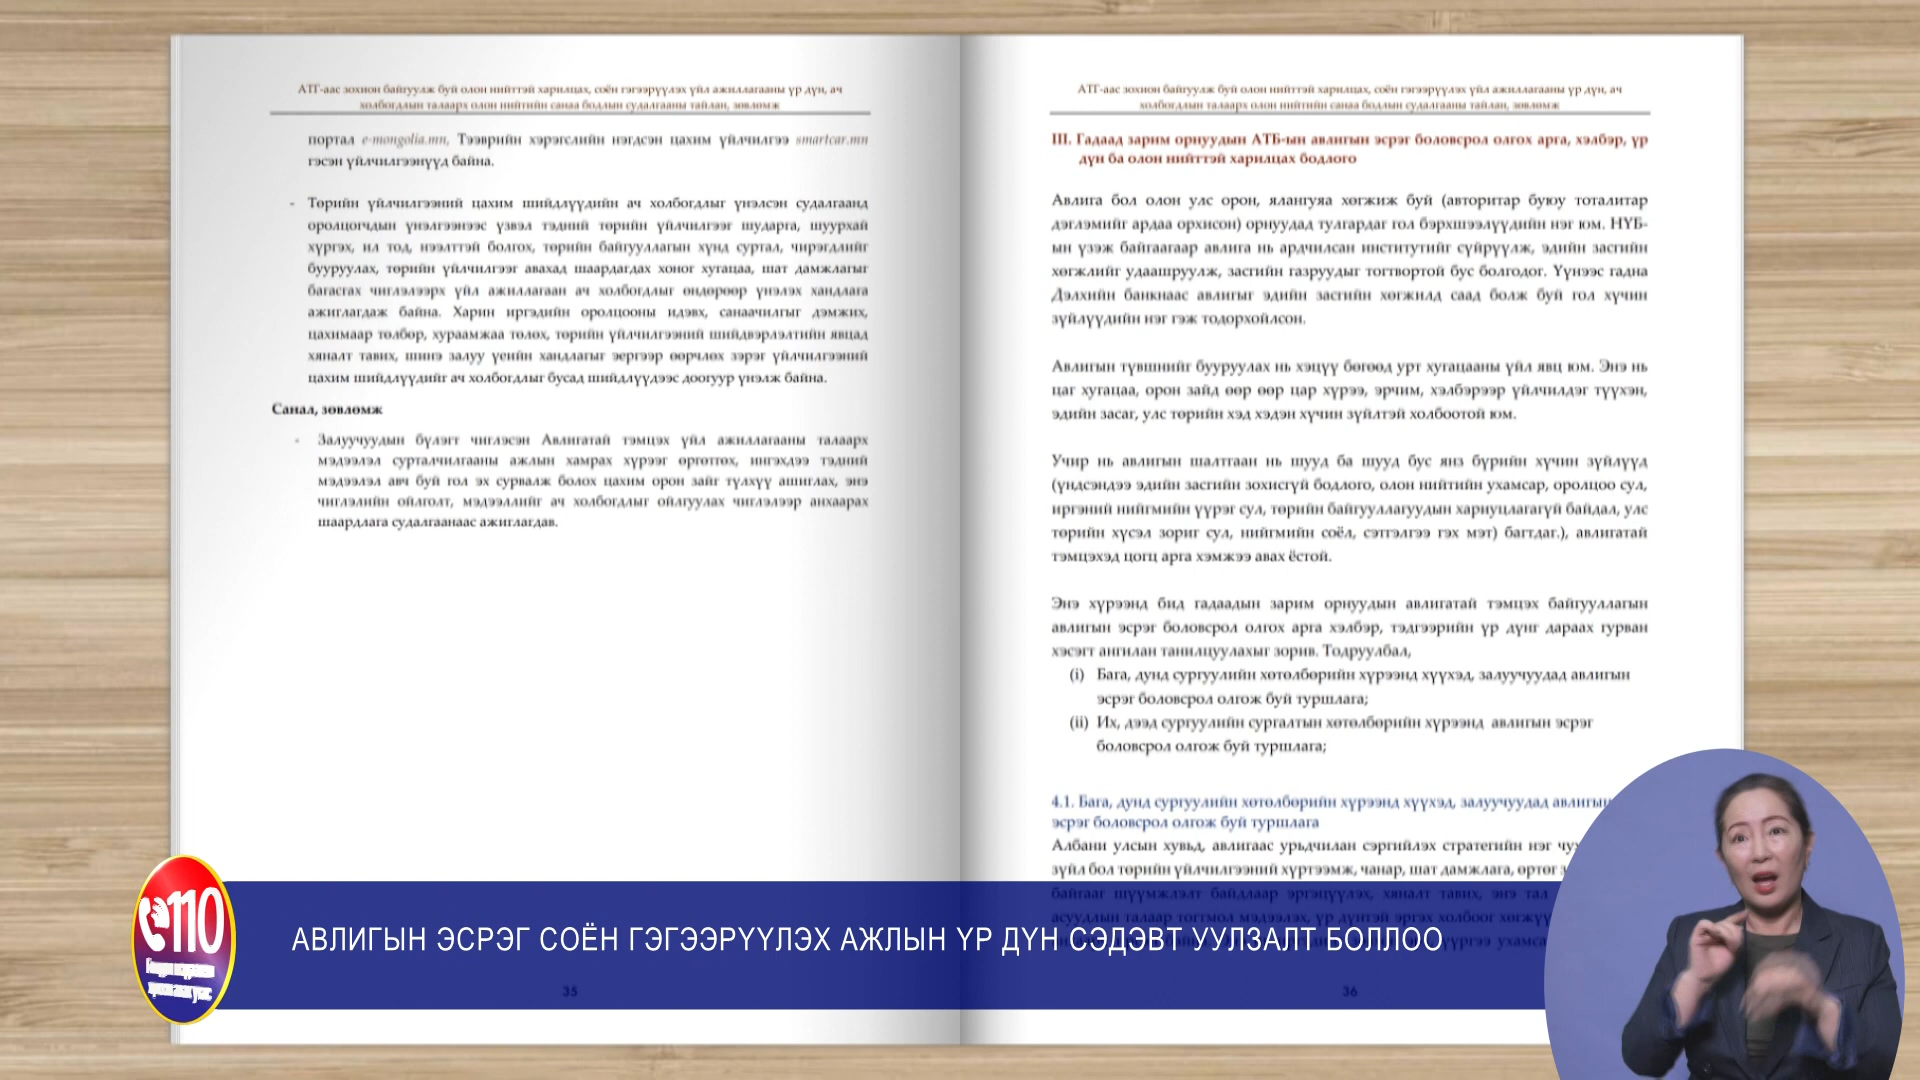 АТГ-аас зохион байгуулж буй олон нийттэй харилцах, соён гэгээрүүлэх үйл ажиллагааны үр дүн, ач
холбогдлын талаарх олон нийтийн санаа бодлын судалгааны тайлан, зөвлөмж
портал e-mongolia.mn, Тээврийн хэрэгслийн нэгдсэн цахим үйлчилгээ smartcar.mn
гэсэн үйлчилгээнүүд байна.
- Төрийн үйлчилгээний цахим шийдлүүдийн ач холбогдлыг үнэлсэн судалгаанд
оролцогчдын үнэлгээнээс үзвэл тэдний төрийн үйлчилгээг шударга, шуурхай
хүргэх, ил тод, нээлттэй болгох, төрийн байгууллагын хүнд суртал, чирэгдлийг
бууруулах, төрийн үйлчилгээг авахад шаардагдах хоног хугацаа, шат дамжлагыг
багасгах чиглэлээрх үйл ажиллагаан ач холбогдлыг өндөрөөр үнэлэх хандлага
ажиглагдаж байна. Харин иргэдийн оролцооны идэвх, санаачилгыг дэмжих,
цахимаар төлбөр, хураамжаа төлөх, төрийн үйлчилгээний шийдвэрлэлтийн явцад
хяналт тавих, шинэ залуу үеийн хандлагыг эергээр өөрчлөх зэрэг үйлчилгээний
цахим шийдлүүдийг ач холбогдлыг бусад шийдлүүдээс доогуур үнэлж байна.
Санал, зөвлөмж
- Залуучуудын бүлэгт чиглэсэн Авлигатай тэмцэх үйл ажиллагааны талаарх
мэдээлэл сурталчилгааны ажлын хамрах хүрээг өргөтгөх, ингэхдээ тэдний
мэдээлэл авч буй гол эх сурвалж болох цахим орон зайг түлхүү ашиглах, энэ
чиглэлийн ойлголт, мэдээллийг ач холбогдлыг ойлгуулах чиглэлээр анхаарах
шаардлага судалгаанаас ажиглагдав.
35
АТГ-аас зохион байгуулж буй олон нийттэй харилцах, соён гэгээрүүлэх үйл ажиллагааны үр дүн, ач
холбогдлын талаарх олон нийтийн санаа бодлын судалгааны тайлан, зөвлөмж
III. Гадаад зарим орнуудын АТБ-ын авлигын эсрэг боловсрол олгох арга, хэлбэр, үр
дүн ба олон нийттэй харилцах бодлого
Авлига бол олон улс орон, ялангуяа хөгжиж буй (авторитар буюу тоталитар
дэглэмийг ардаа орхисон) орнуудад тулгардаг гол бэрхшээлүүдийн нэг юм. НҮБ-
ын үзэж байгаагаар авлига нь ардчилсан институтийг сүйрүүлж, эдийн засгийн
хөгжлийг удаашруулж, засгийн газруудыг тогтвортой бус болгодог. Үүнээс гадна
Дэлхийн банкнаас авлигыг эдийн засгийн хөгжилд саад болж буй гол хүчин
зүйлүүдийн нэг гэж тодорхойлсон.
Авлигын түвшнийг бууруулах нь хэцүү бөгөөд урт хугацааны үйл явц юм. Энэ нь
цаг хугацаа, орон зайд өөр өөр цар хүрээ, эрчим, хэлбэрээр үйлчилдэг түүхэн,
эдийн засаг, улс төрийн хэд хэдэн хүчин зүйлтэй холбоотой юм.
Учир нь авлигын шалтгаан нь шууд ба шууд бус янз бүрийн хүчин зүйлүүд
(үндсэндээ эдийн засгийн зохисгүй бодлого, олон нийтийн ухамсар, оролцоо сул,
иргэний нийгмийн үүрэг сул, төрийн байгууллагуудын хариуцлагагүй байдал, улс
төрийн хүсэл зориг сул, нийгмийн соёл, сэтгэлгээ гэх мэт) багтдаг.), авлигатай
тэмцэхэд цогц арга хэмжээ авах ёстой.
Энэ хүрээнд бид гадаадын зарим орнуудын авлигатай тэмцэх байгууллагын
авлигын эсрэг боловсрол олгох арга хэлбэр, тэдгээрийн үр дүнг дараах гурван
хэсэгт ангилан танилцуулахыг зорив. Тодруулбал,
(i) Бага, дунд сургуулийн хөтөлбөрийн хүрээнд хүүхэд, залуучуудад авлигын
эсрэг боловсрол олгож буй туршлага;
(ii) Их, дээд сургуулийн сургалтын хөтөлбөрийн хүрээнд авлигын эсрэг
боловсрол олгож буй туршлага;
4.1. Бага, дунд сургуулийн хөтөлбөрийн хүрээнд хүүхэд, залуучуудад авлигын
эсрэг боловсрол олгож буй туршлага
Албани улсын хувьд, авлигаас урьдчилан сэргийлэх стратегийн нэг
зүйл бол төрийн үйлчилгээний хүртээмж, чанар, шат дамжлага, өртөг
байгааг шүүмжлэлт байдлаар эргэцүүлэх, хяналт тавих, энэ тал
асуудлын талаар тогтмол мэдээлэх, үр дүнтэй эргэх холбоог
36
110
АВЛИГЫН ЭСРЭГ СОЁН ГЭГЭЭРҮҮЛЭХ АЖЛЫН ҮР ДҮН СЭДЭВТ УУЛЗАЛТ БОЛЛОО